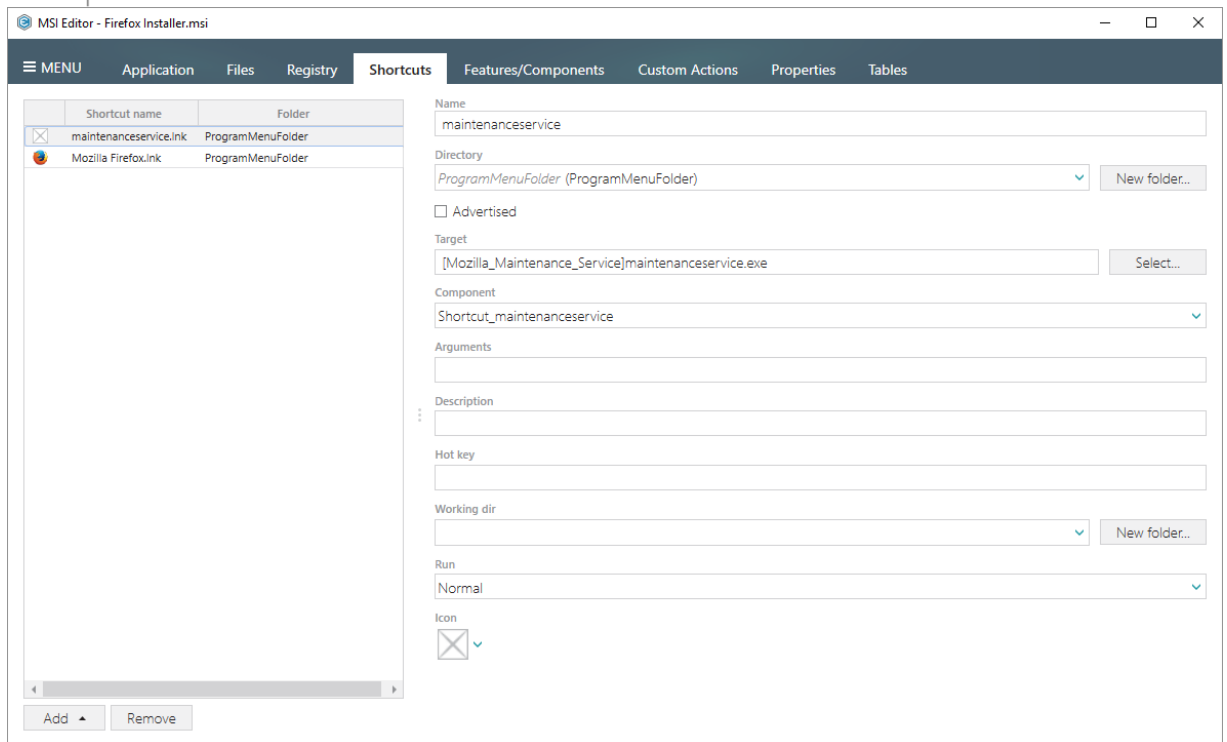 MSI Editor - Firefox Installer.msi
MENU Application Files Registry Shortcuts Features/Components Custom Actions Properties Tables
Shortcut name Folder
maintenanceservice.lnk ProgramMenuFolder
Mozilla Firefox.lnk ProgramMenuFolder
Name
maintenanceservice
Directory
ProgramMenuFolder (ProgramMenuFolder)
New folder...
Advertised
Target
[Mozilla_Maintenance_Service]maintenanceservice.exe
Select...
Component
Shortcut_maintenanceservice
Arguments
Description
Hot key
Working dir
New folder...
Run
Normal
Icon
Add Remove